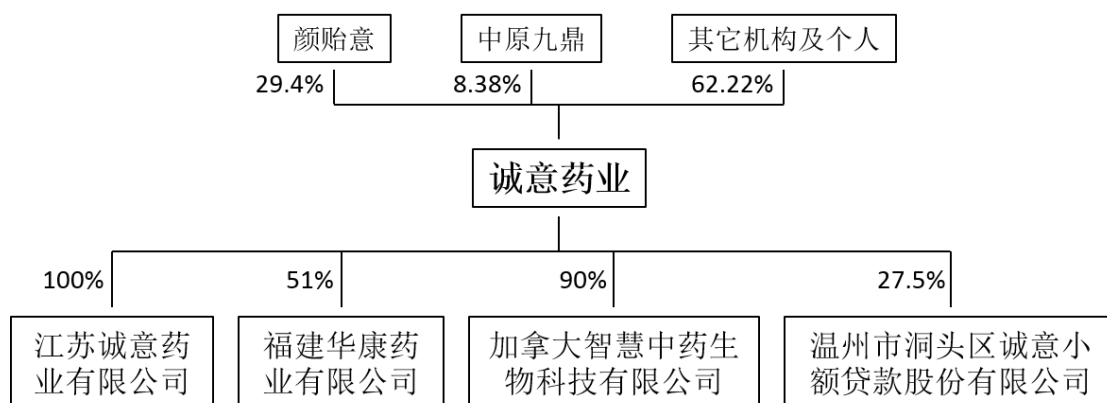 颜贻意
中原九鼎
其它机构及个人
29.4%
8.38%
62.22%
诚意药业
100%
51%
90%
27.5%
江苏诚意药
业有限公司
福建华康药
业有限公司
加拿大智慧中药生
物科技有限公司
温州市洞头区诚意小
额贷款股份有限公司